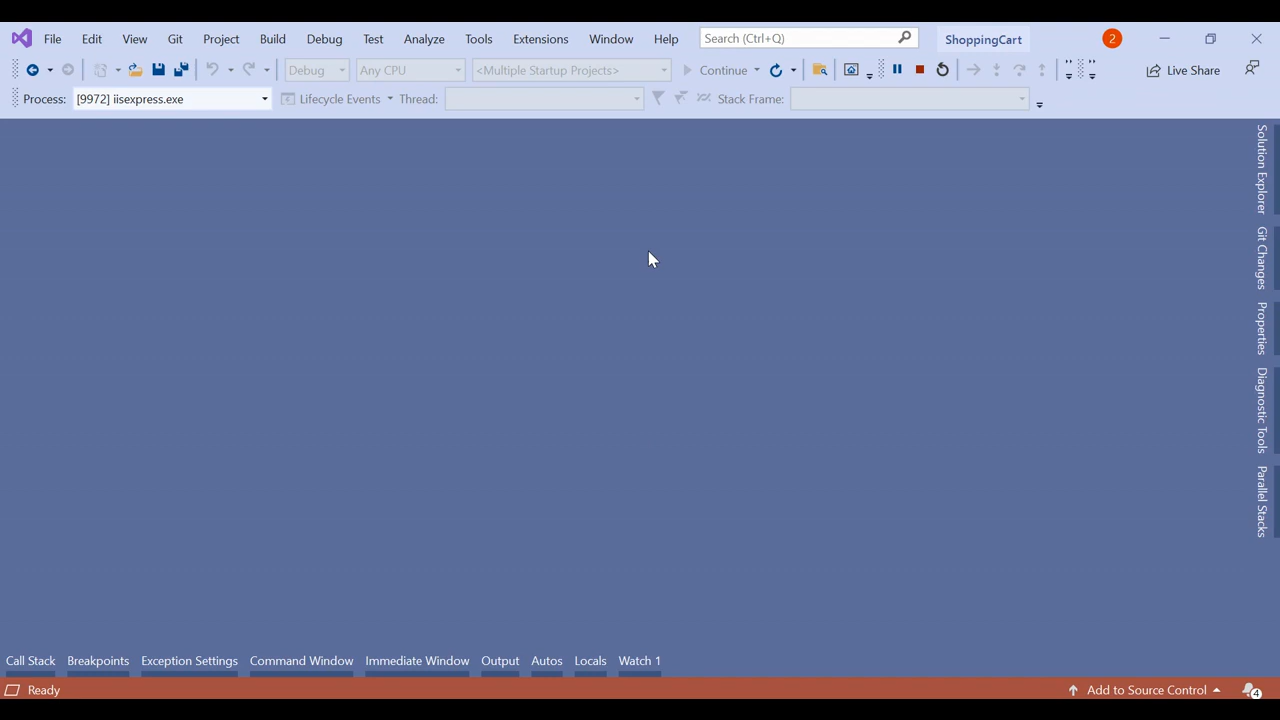 File Edit View Git Project Build Debug Test Analyze Tools Extensions Window Help Search (Ctrl+Q) ShoppingCart 2
Debug Any CPU <Multiple Startup Projects> Continue Live Share
Process: [9972] iisexpress.exe Lifecycle Events Thread: Stack Frame:
Solution Explorer
Git Changes
Properties
Diagnostic Tools
Parallel Stacks
Call Stack Breakpoints Exception Settings Command Window Immediate Window Output Autos Locals Watch 1
Ready Add to Source Control 4